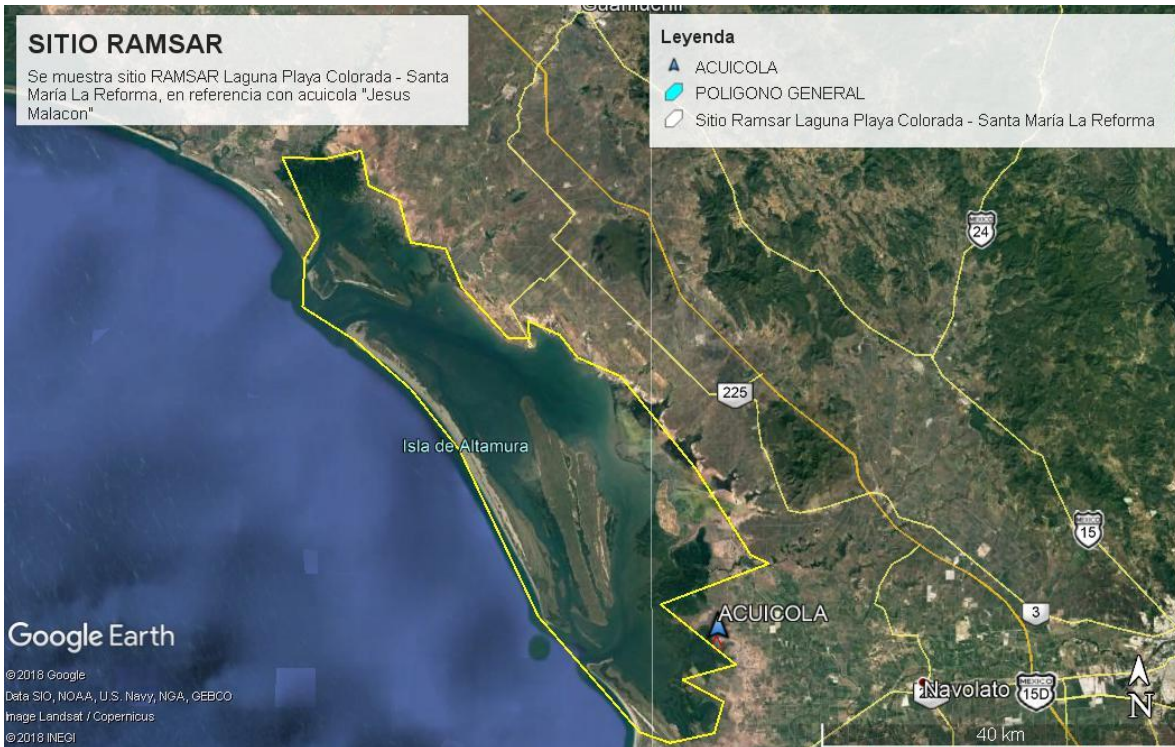 SITIO RAMSAR
Se muestra sitio RAMSAR Laguna Playa Colorada - Santa
María La Reforma, en referencia con acuicola "Jesus
Malacon"
Leyenda
ACUICOLA
POLIGONO GENERAL
Sitio Ramsar Laguna Playa Colorada - Santa María La Reforma
MEXICO
24
225
Isla de Altamura
MEXICO
15
ACUICOLA
3
Navolato
MEXICO
15D
N
40 km
Google Earth
©2018 Google
Data SIO, NOAA, U.S. Navy, NGA, GEBCO
Image Landsat / Copernicus
©2018 INEGI